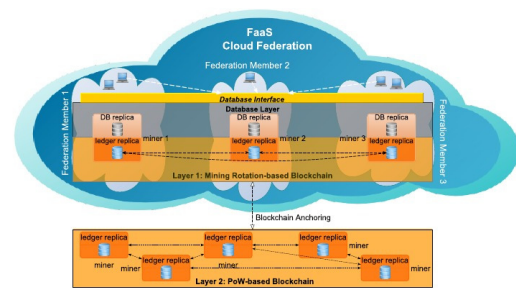 FaaS
Cloud Federation
Federation Member 2
Federation Member 1
Federation Member 3
Database Interface
Database Layer
DB replica
DB replica
DB replica
miner 1
miner 2
miner 3
ledger replica
ledger replica
ledger replica
Layer 1: Mining Rotation-based Blockchain
Blockchain Anchoring
ledger replica
ledger replica
ledger replica
miner
miner
miner
miner
miner
ledger replica
ledger replica
Layer 2: PoW-based Blockchain